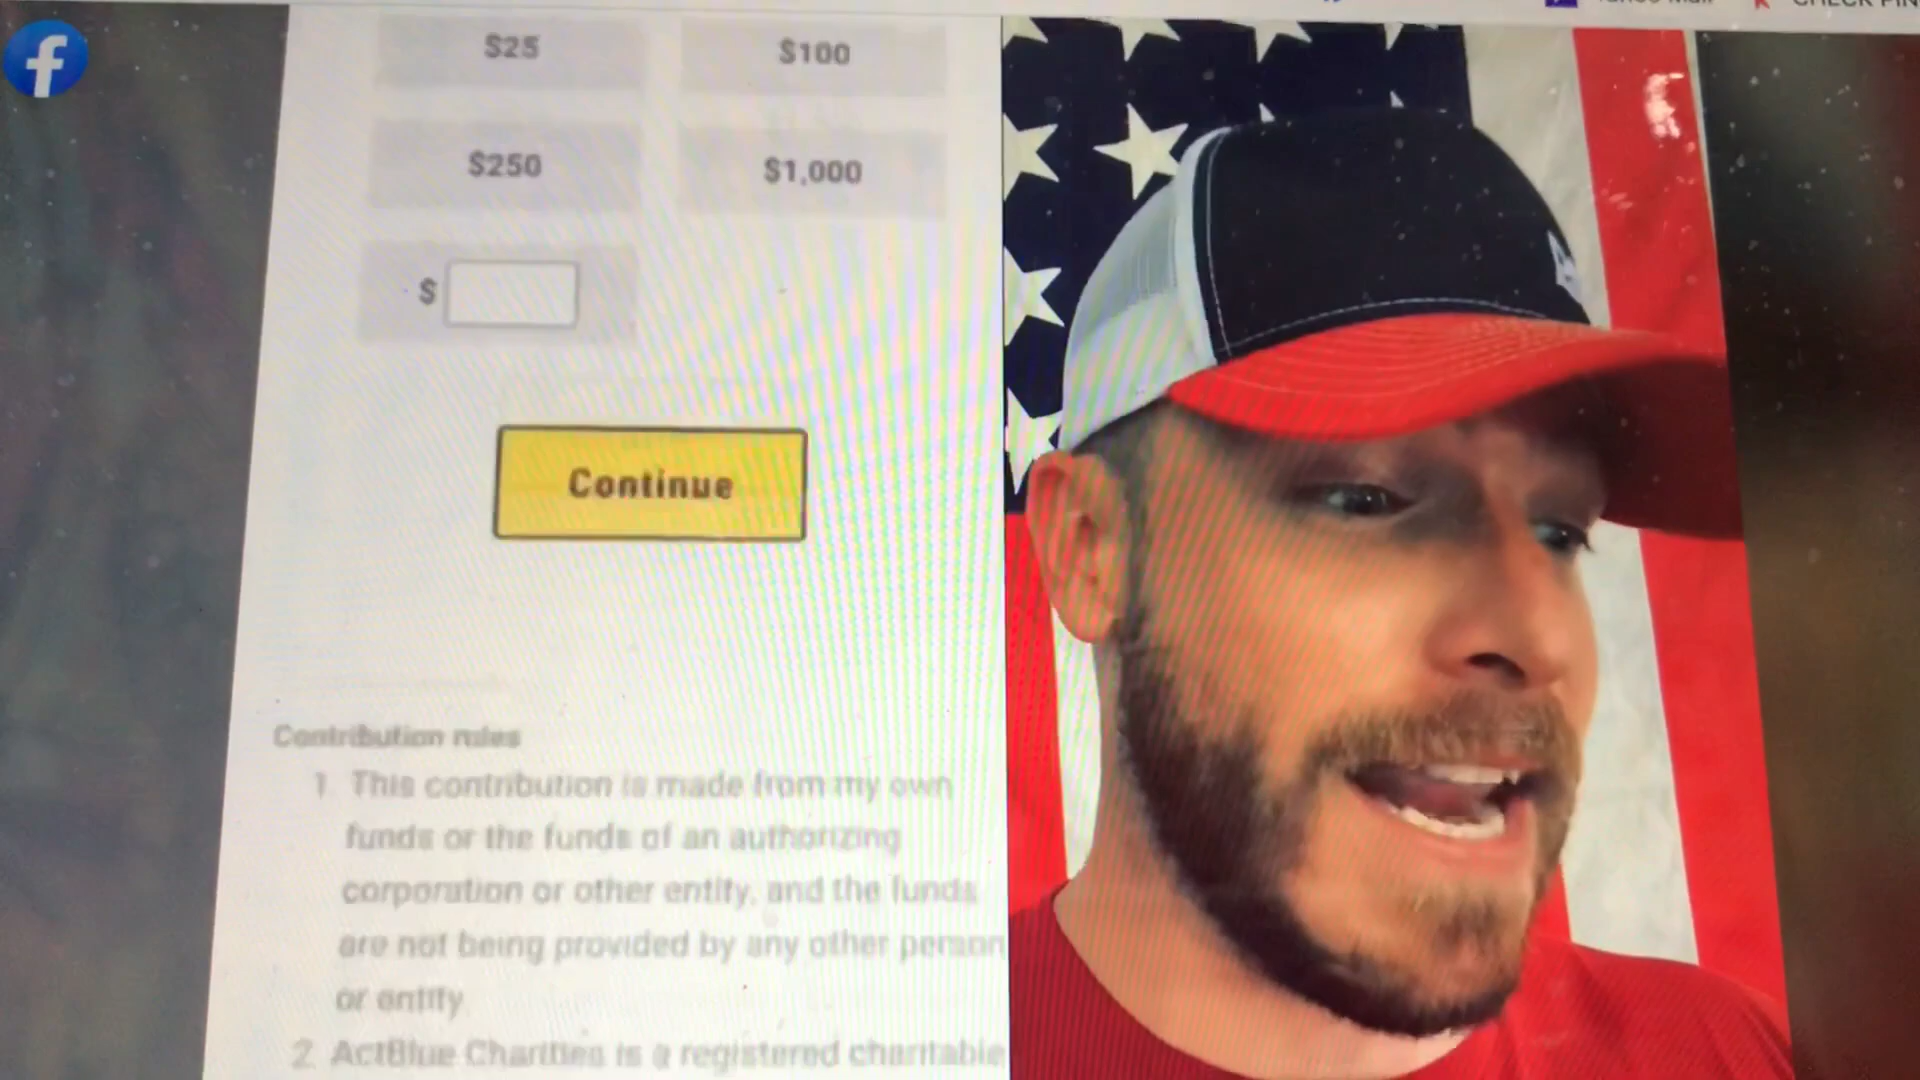 $25
$100
$250
$1,000
$
Continue
Contribution rules
1. This contribution is made from my own
funds or the funds of an authorizing
corporation or other entity, and the funds
are not being provided by any other person
or entity.
2. ActBlue Charities is a registered charitable